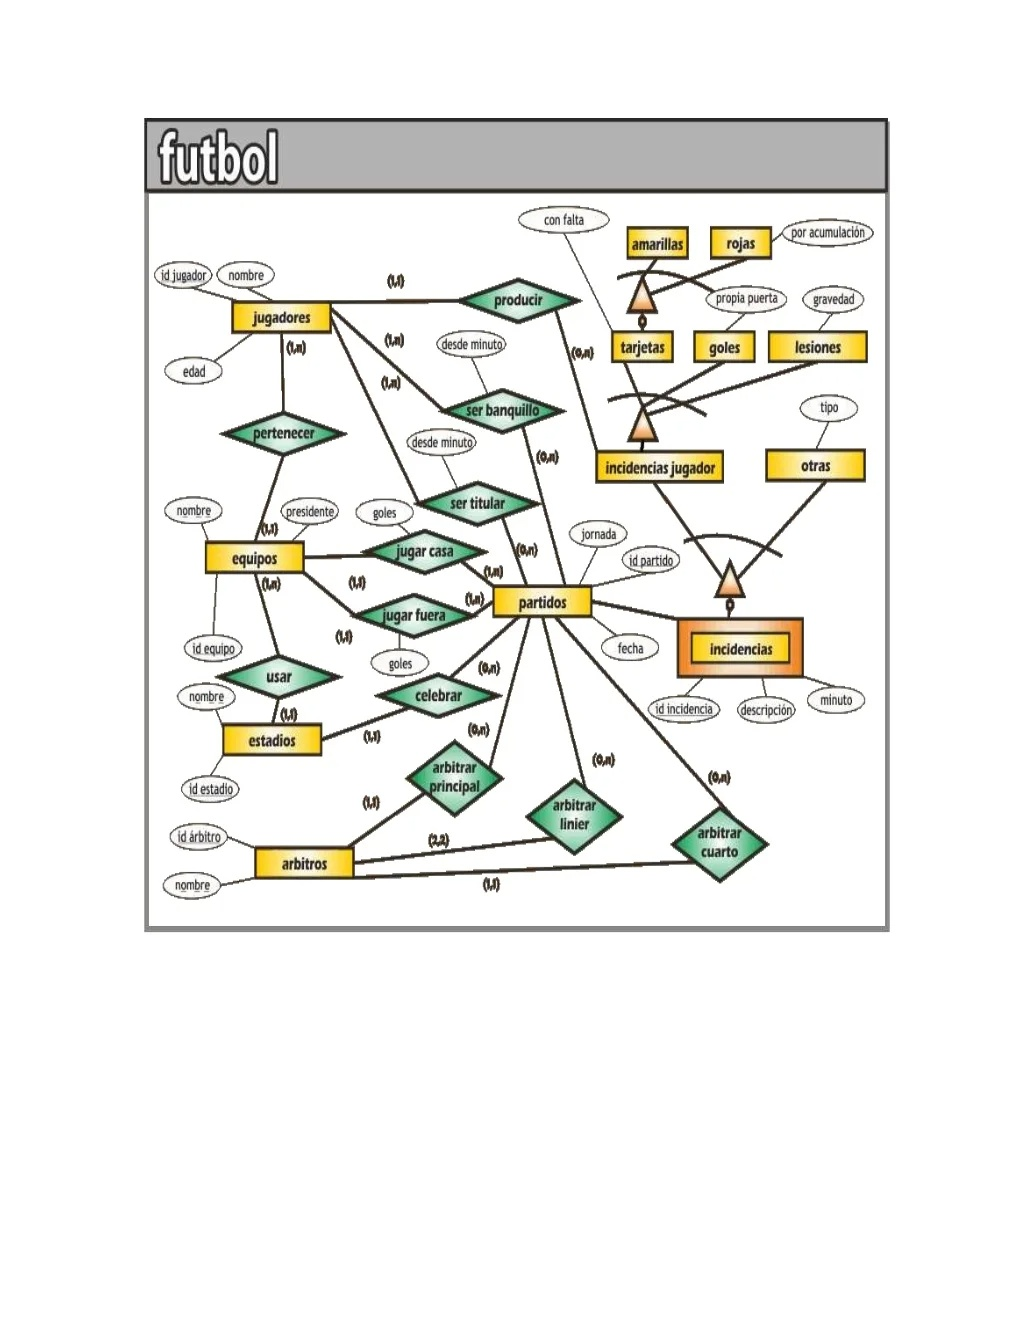 futbol
con falta
amarillas
rojas
por acumulación
id jugador
nombre
(1,1)
producir
propia puerta
gravedad
jugadores
(1,n)
(1,n)
desde minuto
(0,n)
tarjetas
goles
lesiones
edad
(1,n)
ser banquillo
tipo
pertenecer
desde minuto
(0,n)
incidencias jugador
otras
nombre
presidente
goles
ser titular
(1,1)
jugar casa
(0,n)
jornada
equipos
id partido
(1,n)
(1,1)
(1,n)
(1,n)
partidos
jugar fuera
(1,1)
id equipo
goles
fecha
incidencias
usar
(0,n)
nombre
celebrar
minuto
id incidencia
descripción
(1,1)
estadios
(1,1)
(0,n)
id estadio
arbitrar
principal
(0,n)
(0,n)
(1,1)
arbitrar
linier
id árbitro
(2,2)
arbitrar
cuarto
arbitros
nombre
(1,1)